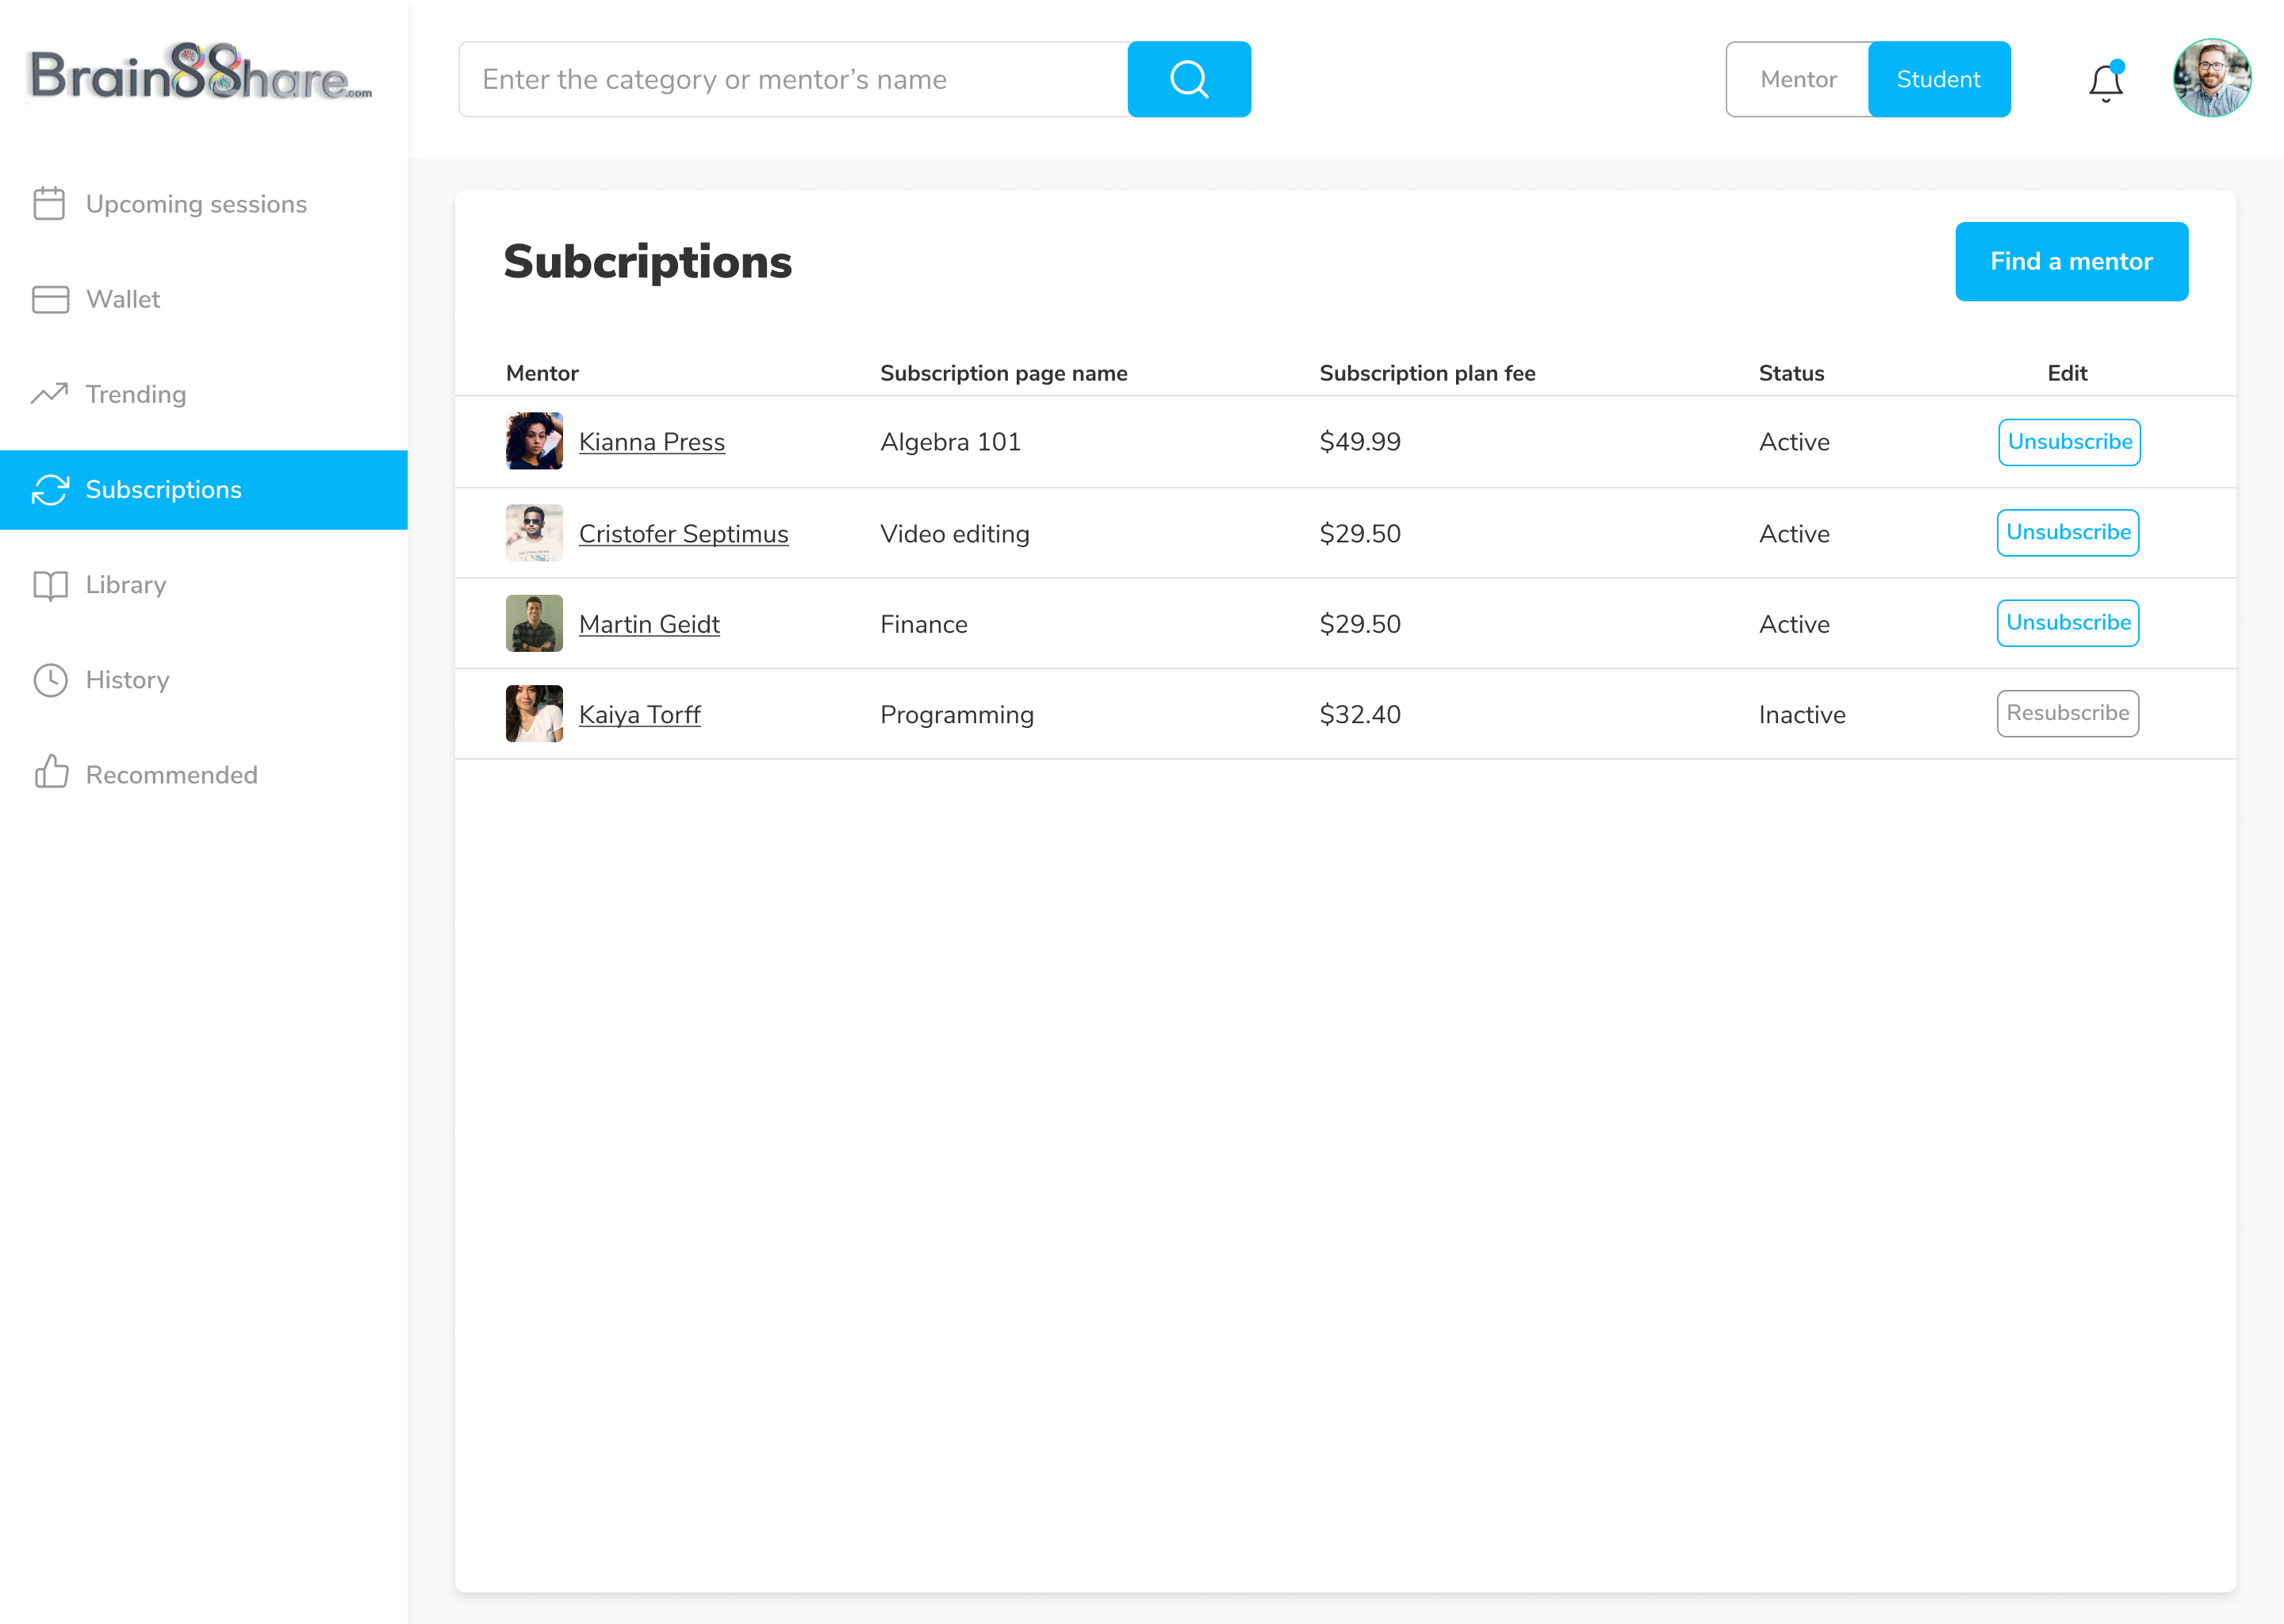 Brain88hare.com
Enter the category or mentor’s name
Mentor
Student
Upcoming sessions
Wallet
Trending
Subscriptions
Library
History
Recommended
Subcriptions
Find a mentor
Mentor Subscription page name Subscription plan fee Status Edit
Kianna Press Algebra 101 $49.99 Active Unsubscribe
Cristofer Septimus Video editing $29.50 Active Unsubscribe
Martin Geidt Finance $29.50 Active Unsubscribe
Kaiya Torff Programming $32.40 Inactive Resubscribe